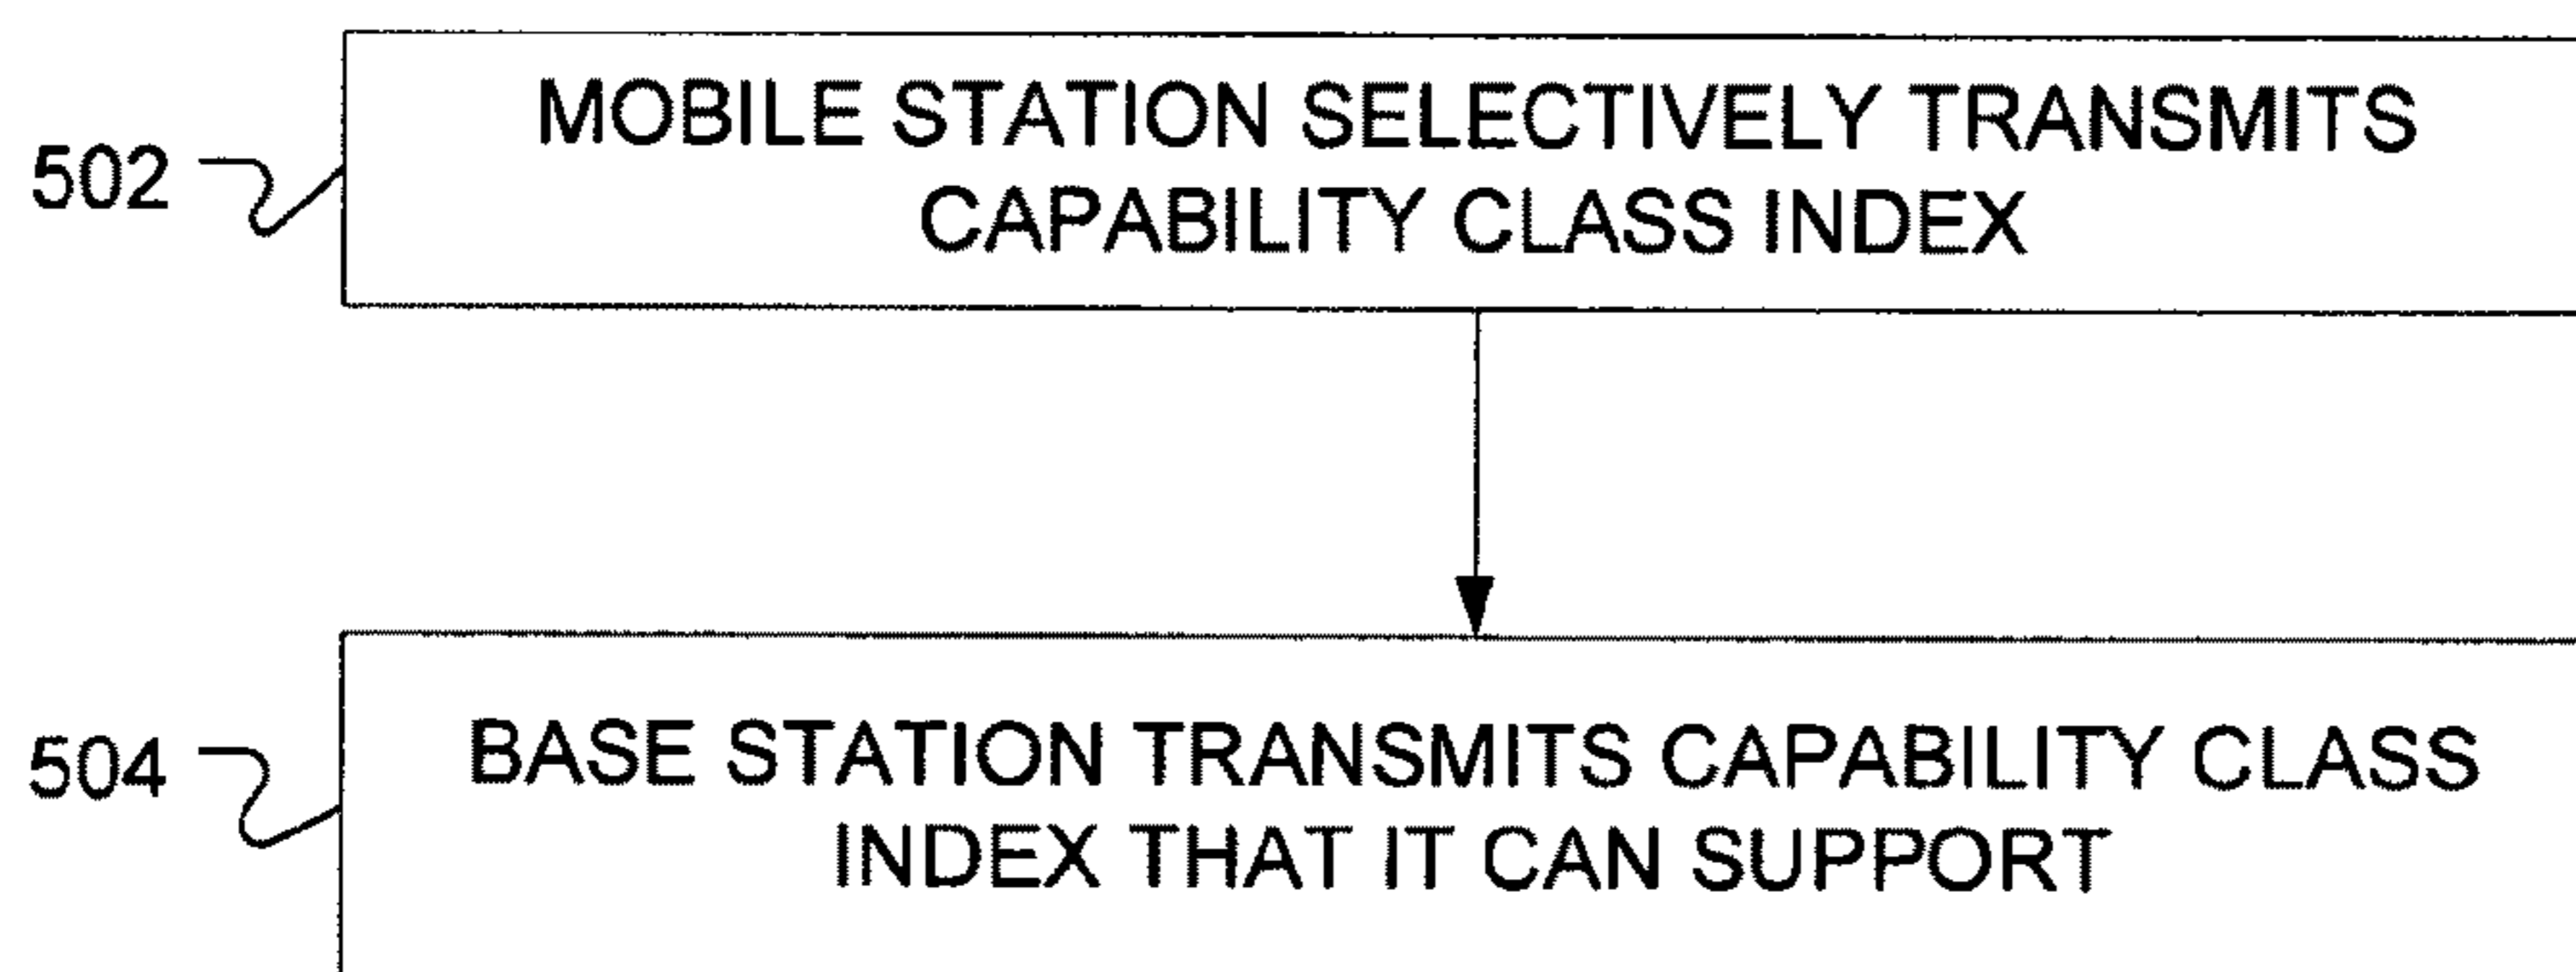 502
MOBILE STATION SELECTIVELY TRANSMITS
CAPABILITY CLASS INDEX
504
BASE STATION TRANSMITS CAPABILITY CLASS
INDEX THAT IT CAN SUPPORT